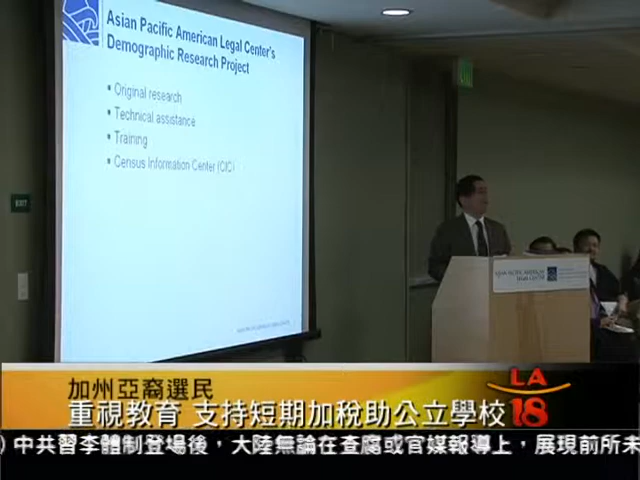 Asian Pacific American Legal Center's
Demographic Research Project
Original research
Technical assistance
Training
Census Information Center (CIC)
EXIT
加州亞裔選民
重視教育 支持短期加稅助公立學校
LA
18
) 中共習李體制登場後，大陸無論在查腐或官媒報導上，展現前所未